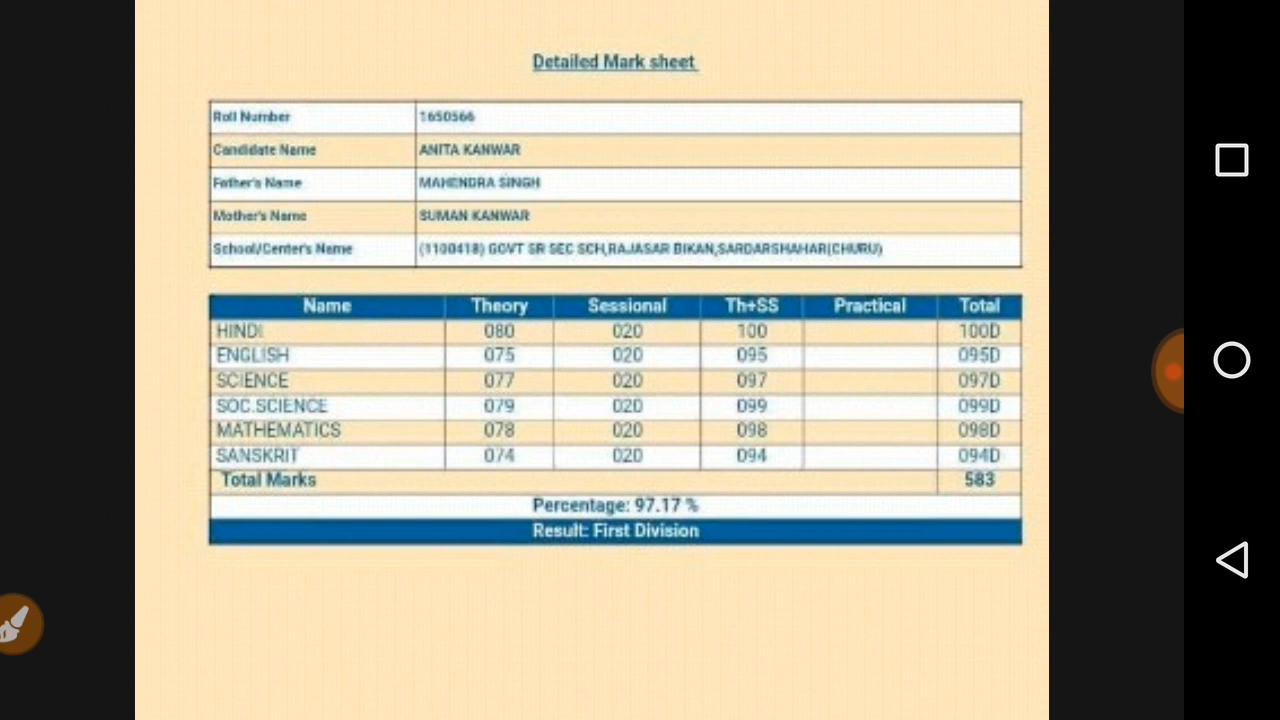 Detailed Mark sheet
Roll Number 1650566
Candidate Name ANITA KANWAR
Father's Name MAHENDRA SINGH
Mother's Name SUMAN KANWAR
School/Center's Name (1100418) GOVT SR SEC SCH,RAJASAR BIKAN,SARDARSHAHAR(CHURU)
Name Theory Sessional Th+SS Practical Total
HINDI 080 020 100 100D
ENGLISH 075 020 095 095D
SCIENCE 077 020 097 097D
SOC.SCIENCE 079 020 099 099D
MATHEMATICS 078 020 098 098D
SANSKRIT 074 020 094 094D
Total Marks 583
Percentage: 97.17 %
Result: First Division